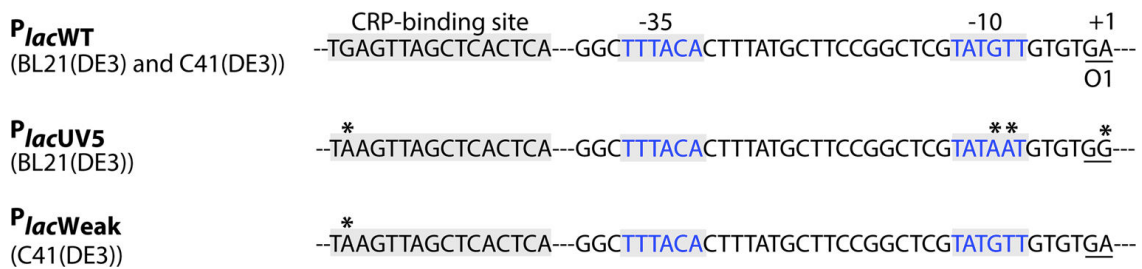 CRP-binding site -35 -10 +1
PlacWT --TGAGTTAGCTCACTCA---GGCTTTACACTTTATGCTTCCGGCTCGTATGTTGTGTGA---
(BL21(DE3) and C41(DE3)) O1
* ** *
PlacUV5 --TAAGTTAGCTCACTCA---GGCTTTACACTTTATGCTTCCGGCTCGTATAATGTGTGG---
(BL21(DE3))
*
PlacWeak --TAAGTTAGCTCACTCA---GGCTTTACACTTTATGCTTCCGGCTCGTATGTTGTGTGA---
(C41(DE3))